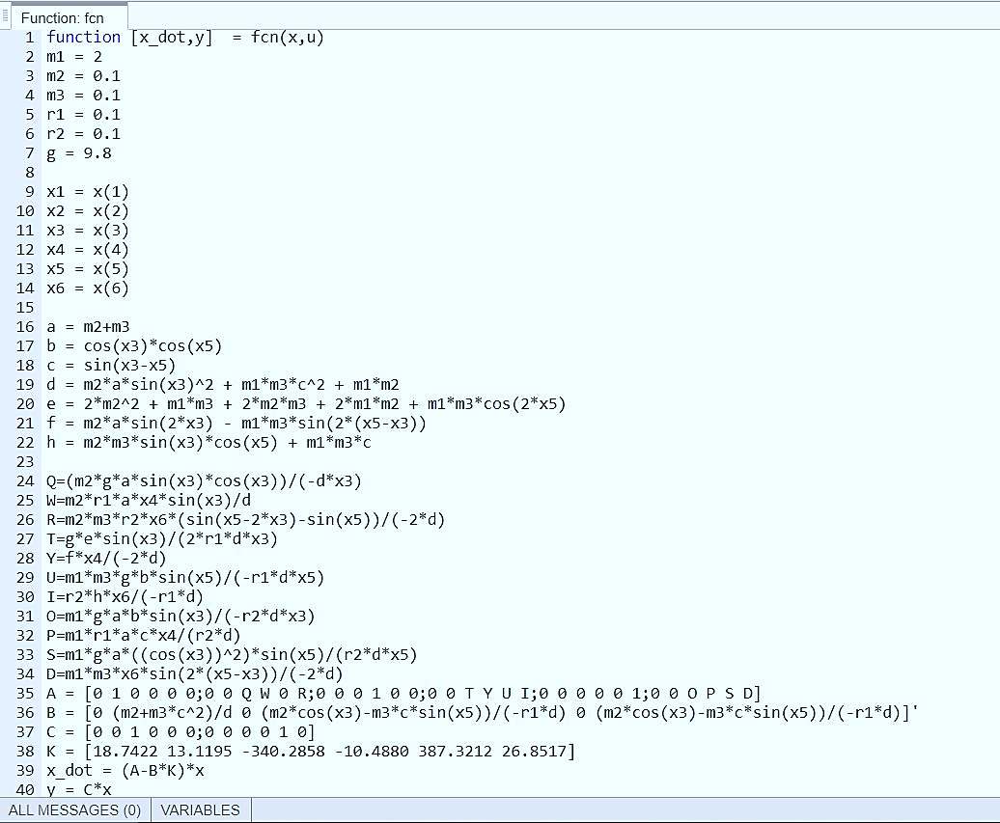 Function: fcn
1 function [x_dot,y]  = fcn(x,u)
2 m1 = 2
3 m2 = 0.1
4 m3 = 0.1
5 r1 = 0.1
6 r2 = 0.1
7 g = 9.8
8
9 x1 = x(1)
10 x2 = x(2)
11 x3 = x(3)
12 x4 = x(4)
13 x5 = x(5)
14 x6 = x(6)
15
16 a = m2+m3
17 b = cos(x3)*cos(x5)
18 c = sin(x3-x5)
19 d = m2*a*sin(x3)^2 + m1*m3*c^2 + m1*m2
20 e = 2*m2^2 + m1*m3 + 2*m2*m3 + 2*m1*m2 + m1*m3*cos(2*x5)
21 f = m2*a*sin(2*x3) - m1*m3*sin(2*(x5-x3))
22 h = m2*m3*sin(x3)*cos(x5) + m1*m3*c
23
24 Q=(m2*g*a*sin(x3)*cos(x3))/(-d*x3)
25 W=m2*r1*a*x4*sin(x3)/d
26 R=m2*m3*r2*x6*(sin(x5-2*x3)-sin(x5))/(-2*d)
27 T=g*e*sin(x3)/(2*r1*d*x3)
28 Y=f*x4/(-2*d)
29 U=m1*m3*g*b*sin(x5)/(-r1*d*x5)
30 I=r2*h*x6/(-r1*d)
31 O=m1*g*a*b*sin(x3)/(-r2*d*x3)
32 P=m1*r1*a*c*x4/(r2*d)
33 S=m1*g*a*((cos(x3))^2)*sin(x5)/(r2*d*x5)
34 D=m1*m3*x6*sin(2*(x5-x3))/(-2*d)
35 A = [0 1 0 0 0 0;0 0 Q W 0 R;0 0 0 1 0 0;0 0 T Y U I;0 0 0 0 0 1;0 0 O P S D]
36 B = [0 (m2+m3*c^2)/d 0 (m2*cos(x3)-m3*c*sin(x5))/(-r1*d) 0 (m2*cos(x3)-m3*c*sin(x5))/(-r1*d)]'
37 C = [0 0 1 0 0 0;0 0 0 0 1 0]
38 K = [18.7422 13.1195 -340.2858 -10.4880 387.3212 26.8517]
39 x_dot = (A-B*K)*x
40 y = C*x
ALL MESSAGES (0) VARIABLES